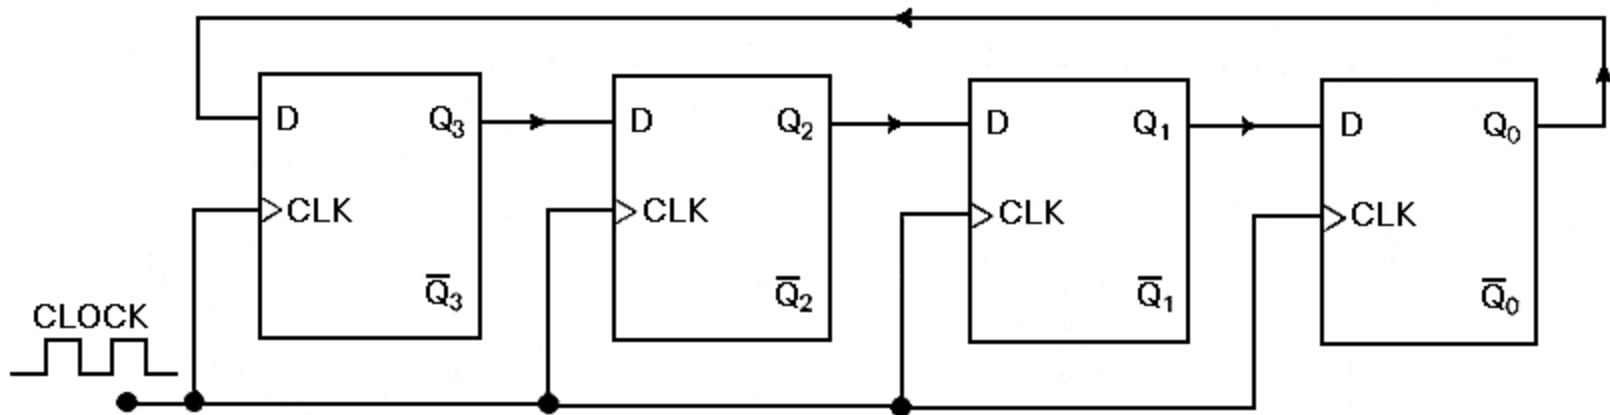 D Q₃ D Q₂ D Q₁ D Q₀
CLK CLK CLK CLK
Q̅₃ Q̅₂ Q̅₁ Q̅₀
CLOCK